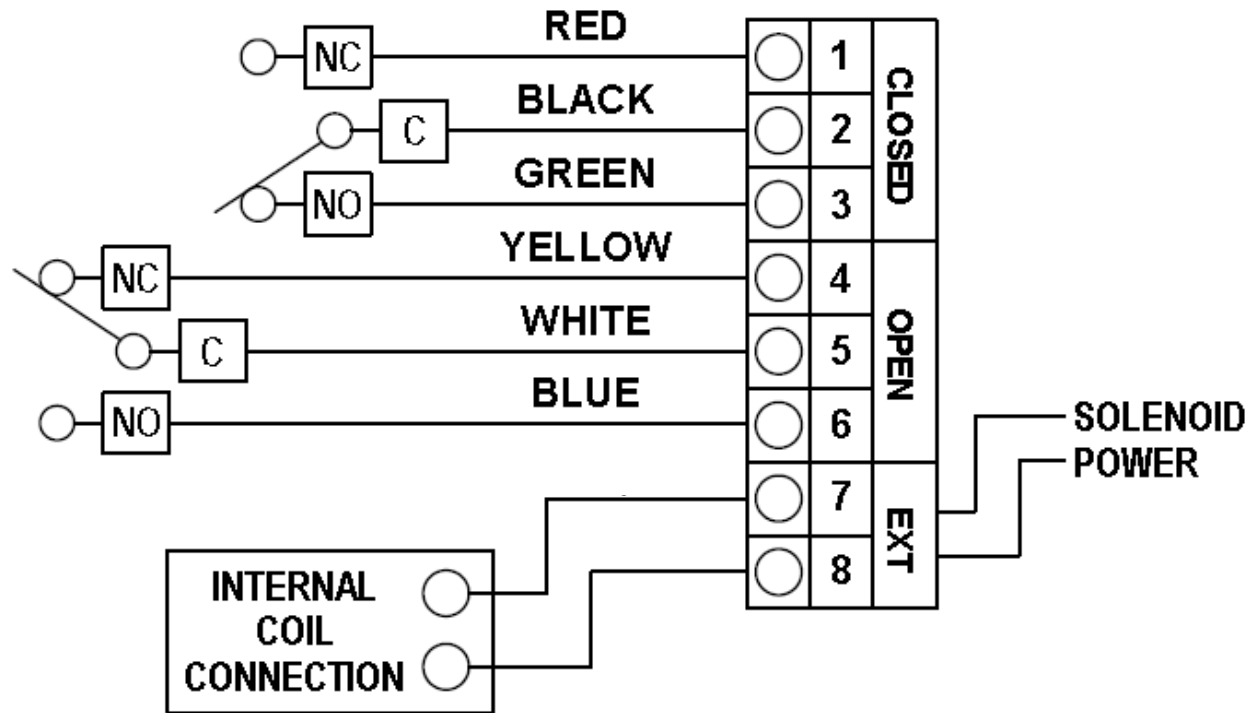 RED
NC
1
BLACK
C
2
GREEN
NO
3
CLOSED
YELLOW
NC
4
WHITE
C
5
BLUE
NO
6
OPEN
7
8
EXT
SOLENOID
POWER
INTERNAL
COIL
CONNECTION